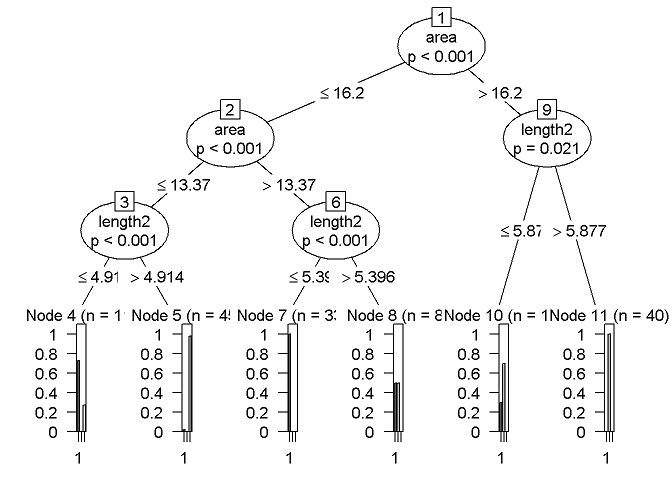 1
area
p < 0.001
≤ 16.2
> 16.2
2
area
p < 0.001
9
length2
p = 0.021
≤ 13.37
> 13.37
3
length2
p < 0.001
6
length2
p < 0.001
≤ 5.87
> 5.877
≤ 4.91
> 4.914
≤ 5.39
> 5.396
Node 4 (n = 1
Node 5 (n = 4
Node 7 (n = 3
Node 8 (n = 8
Node 10 (n = 1
Node 11 (n = 40)
1 1 1 1 1 1
0.8 0.8 0.8 0.8 0.8 0.8
0.6 0.6 0.6 0.6 0.6 0.6
0.4 0.4 0.4 0.4 0.4 0.4
0.2 0.2 0.2 0.2 0.2 0.2
0 0 0 0 0 0
1 1 1 1 1 1